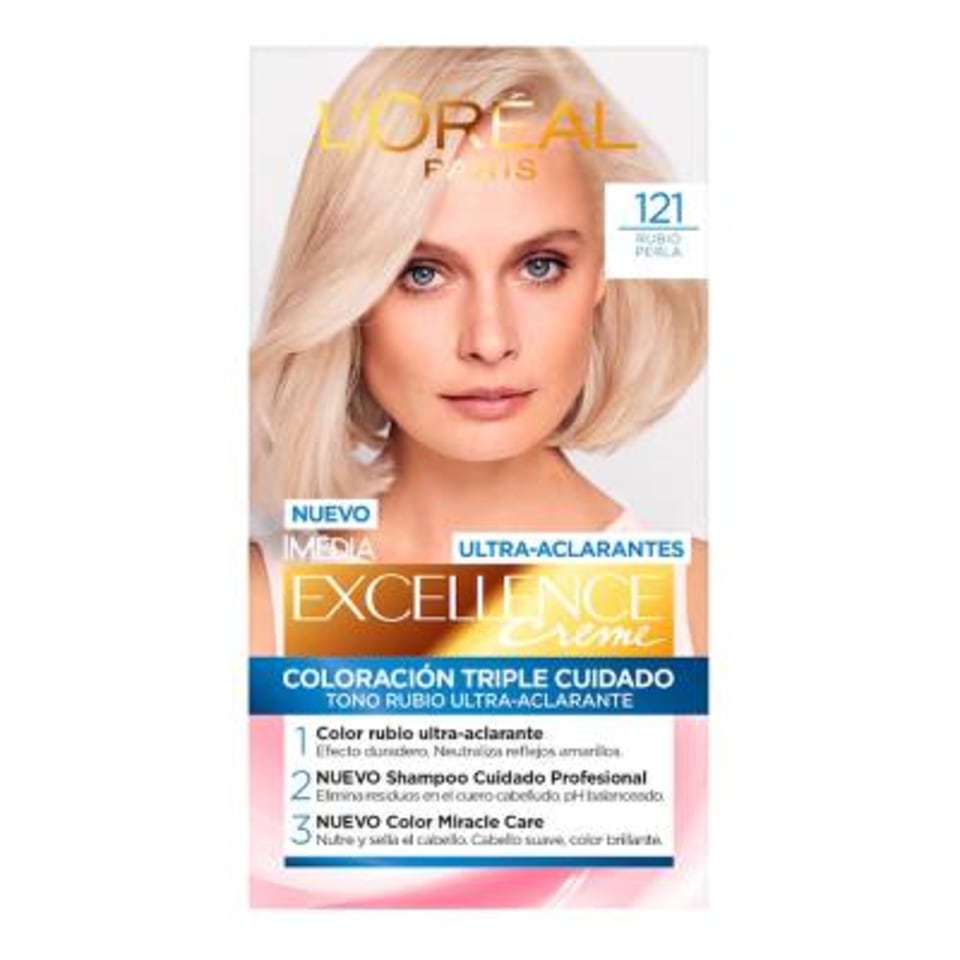 L'ORÉAL
PARIS
121
RUBIO
PERLA
NUEVO
IMEDIA
ULTRA-ACLARANTES
EXCELLENCE
Creme
COLORACIÓN TRIPLE CUIDADO
TONO RUBIO ULTRA-ACLARANTE
1 Color rubio ultra-aclarante
Efecto duradero. Neutraliza reflejos amarillos.
2 NUEVO Shampoo Cuidado Profesional
Elimina residuos en el cuero cabelludo, pH balanceado.
3 NUEVO Color Miracle Care
Nutre y sella el cabello. Cabello suave, color brillante.